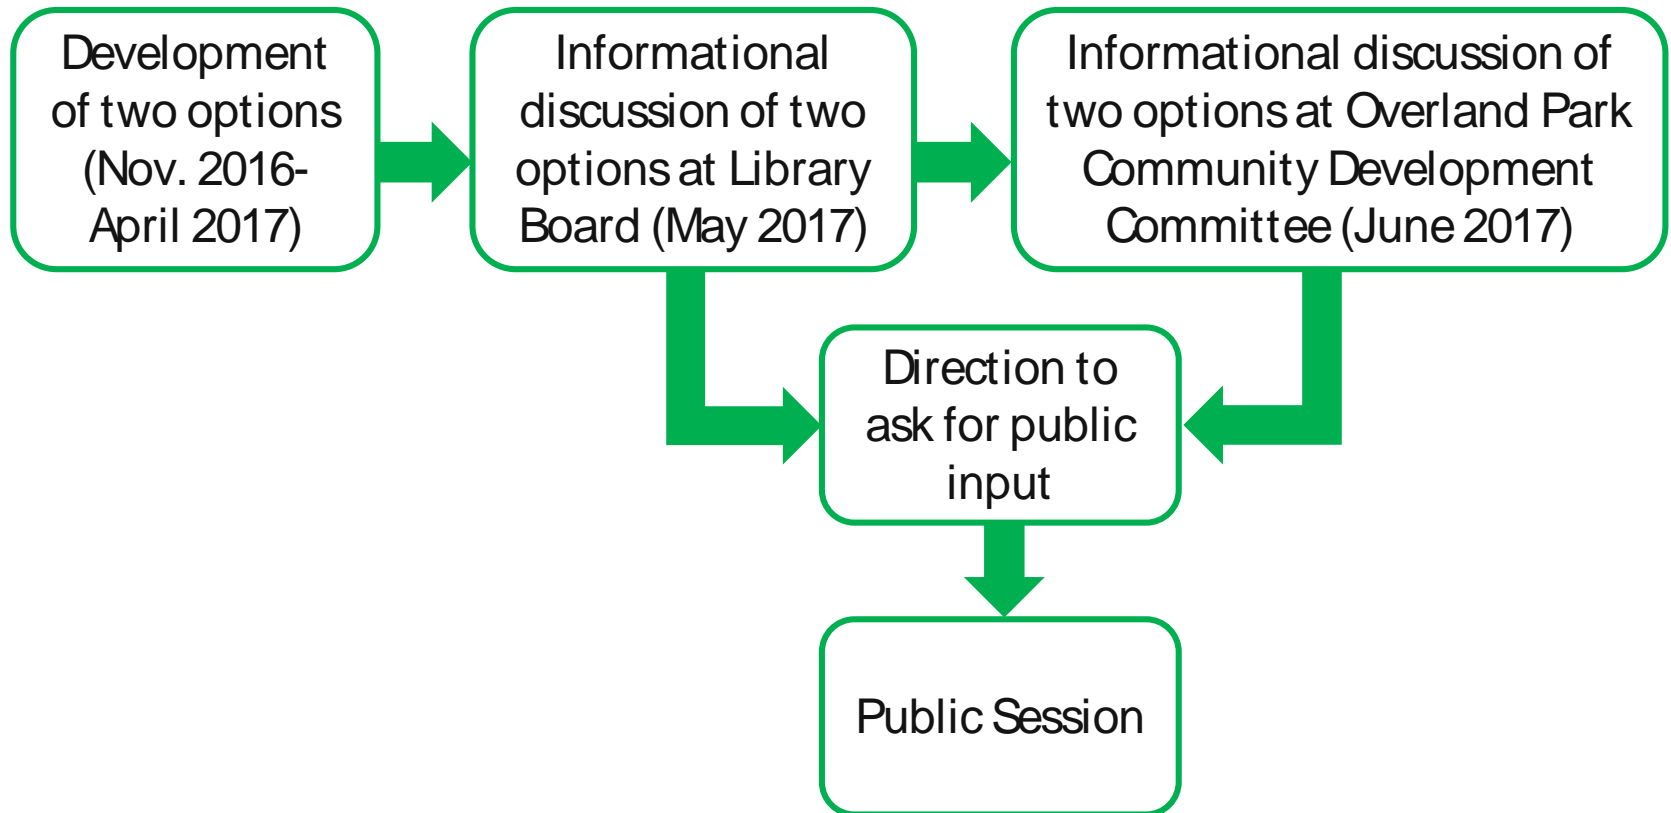 Development
of two options
(Nov. 2016-
April 2017)
Informational
discussion of two
options at Library
Board (May 2017)
Informational discussion of
two options at Overland Park
Community Development
Committee (June 2017)
Direction to
ask for public
input
Public Session